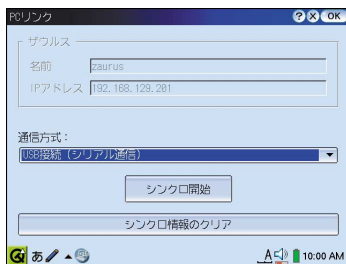 PCリンク ? X OK
ザウルス
名前 zaurus
IPアドレス 192.168.129.201
通信方式：
USB接続（シリアル通信）
シンクロ開始
シンクロ情報のクリア
あ A 10:00 AM